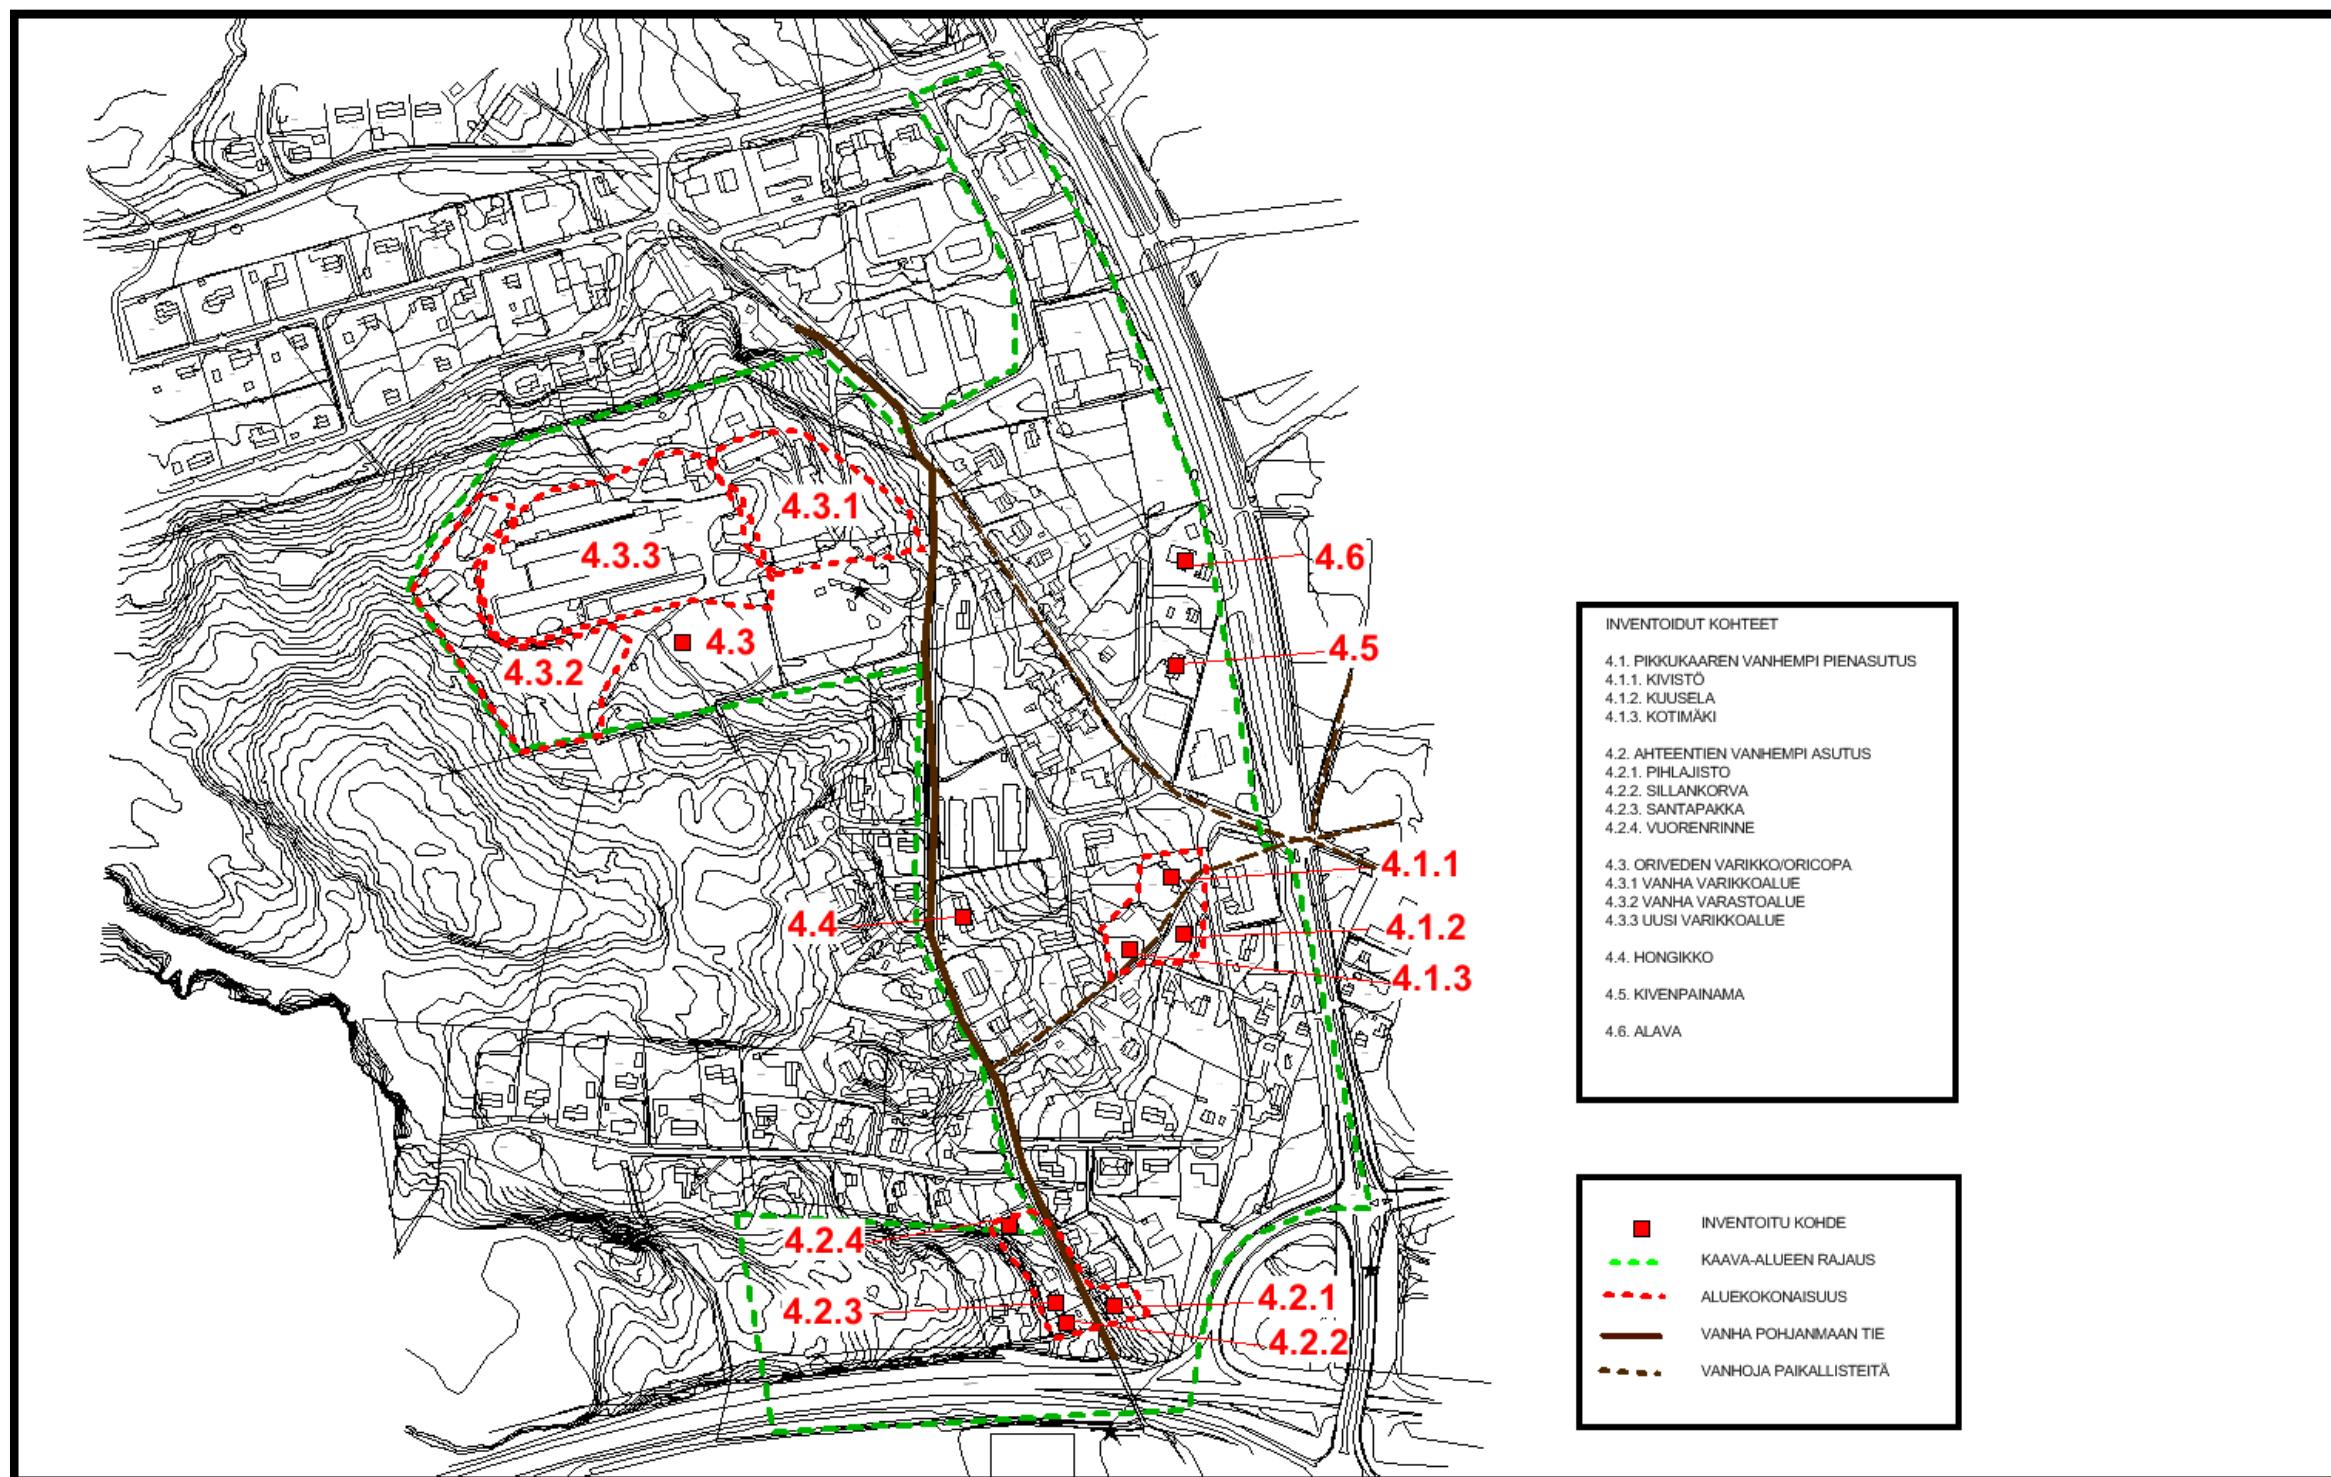 4.3.1
4.3.3
4.6
4.3
4.5
4.3.2
4.1.1
4.4
4.1.2
4.1.3
4.2.4
4.2.1
4.2.3
4.2.2
INVENTOIDUT KOHTEET
4.1. PIKKUKAAREN VANHEMPI PIENASUTUS
4.1.1. KIVISTÖ
4.1.2. KUUSELA
4.1.3. KOTIMÄKI
4.2. AHTEENTIEN VANHEMPI ASUTUS
4.2.1. PIHLAJISTO
4.2.2. SILLANKORVA
4.2.3. SANTAPAKKA
4.2.4. VUORENRINNE
4.3. ORIVEDEN VARIKKO/ORICOPA
4.3.1 VANHA VARIKKOALUE
4.3.2 VANHA VARASTOALUE
4.3.3 UUSI VARIKKOALUE
4.4. HONGIKKO
4.5. KIVENPAINAMA
4.6. ALAVA
INVENTOITU KOHDE
KAAVA-ALUEEN RAJAUS
ALUEKOKONAISUUS
VANHA POHJANMAAN TIE
VANHOJA PAIKALLISTEITÄ